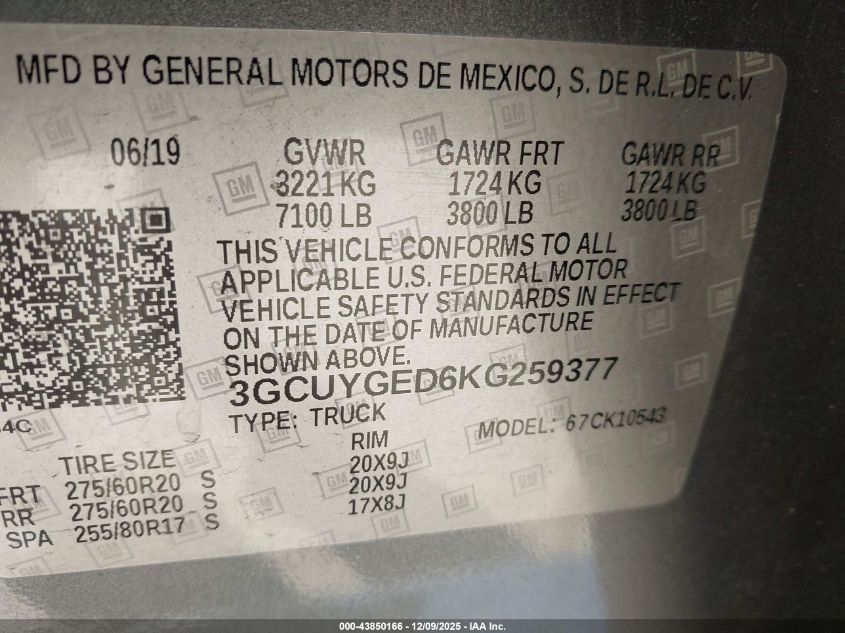 MFD BY GENERAL MOTORS DE MEXICO, S. DE R.L. DE C.V.
06/19 GVWR GAWR FRT GAWR RR
3221 KG 1724 KG 1724 KG
7100 LB 3800 LB 3800 LB
THIS VEHICLE CONFORMS TO ALL
APPLICABLE U.S. FEDERAL MOTOR
VEHICLE SAFETY STANDARDS IN EFFECT
ON THE DATE OF MANUFACTURE
SHOWN ABOVE.
3GCUYGED6KG259377
4C
TYPE: TRUCK MODEL: 67CK10543
TIRE SIZE RIM
FRT 275/60R20 S 20X9J
RR 275/60R20 S 20X9J
SPA 255/80R17 S 17X8J
GM
000-43850166 - 12/09/2025 - IAA Inc.